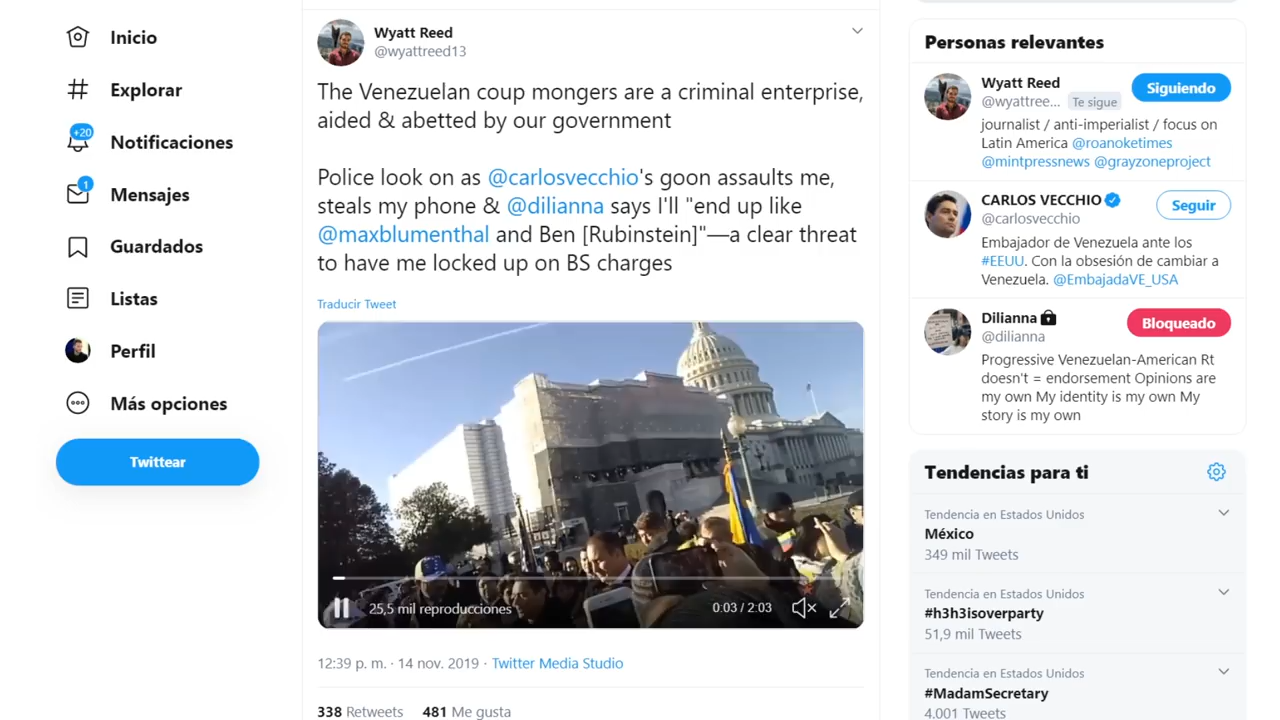 Inicio
Explorar
+20
Notificaciones
1
Mensajes
Guardados
Listas
Perfil
Más opciones
Twittear
Wyatt Reed
@wyattreed13
The Venezuelan coup mongers are a criminal enterprise,
aided & abetted by our government
Police look on as @carlosvecchio's goon assaults me,
steals my phone & @dilianna says I'll "end up like
@maxblumenthal and Ben [Rubinstein]"—a clear threat
to have me locked up on BS charges
Traducir Tweet
25,5 mil reproducciones
0:03 / 2:03
12:39 p. m. · 14 nov. 2019 · Twitter Media Studio
338 Retweets 481 Me gusta
Personas relevantes
Wyatt Reed
@wyattree... Te sigue
Siguiendo
journalist / anti-imperialist / focus on
Latin America @roanoketimes
@mintpressnews @grayzoneproject
CARLOS VECCHIO
@carlosvecchio
Seguir
Embajador de Venezuela ante los
#EEUU. Con la obsesión de cambiar a
Venezuela. @EmbajadaVE_USA
Dilianna
@dilianna
Bloqueado
Progressive Venezuelan-American Rt
doesn't = endorsement Opinions are
my own My identity is my own My
story is my own
Tendencias para ti
Tendencia en Estados Unidos
México
349 mil Tweets
Tendencia en Estados Unidos
#h3h3isoverparty
51,9 mil Tweets
Tendencia en Estados Unidos
#MadamSecretary
4.001 Tweets